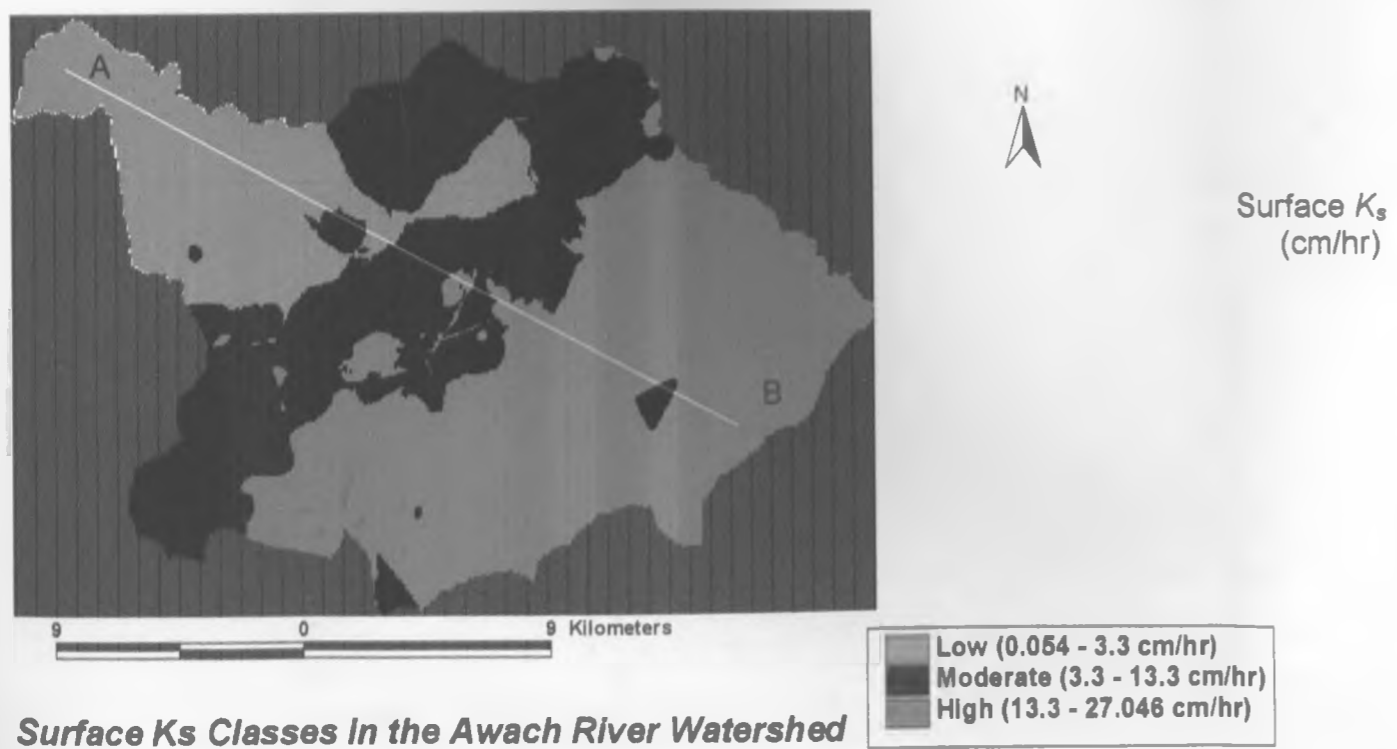 A
N
Surface Ks
(cm/hr)
B
9 0 9 Kilometers
Low (0.054 - 3.3 cm/hr)
Moderate (3.3 - 13.3 cm/hr)
High (13.3 - 27.046 cm/hr)
Surface Ks Classes in the Awach River Watershed